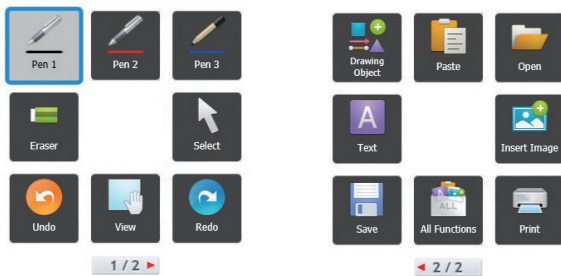 Pen 1
Pen 2
Pen 3
Eraser
Select
Undo
View
Redo
1 / 2
Drawing
Object
Paste
Open
A
Text
Insert Image
Save
ALL
All Functions
Print
2 / 2